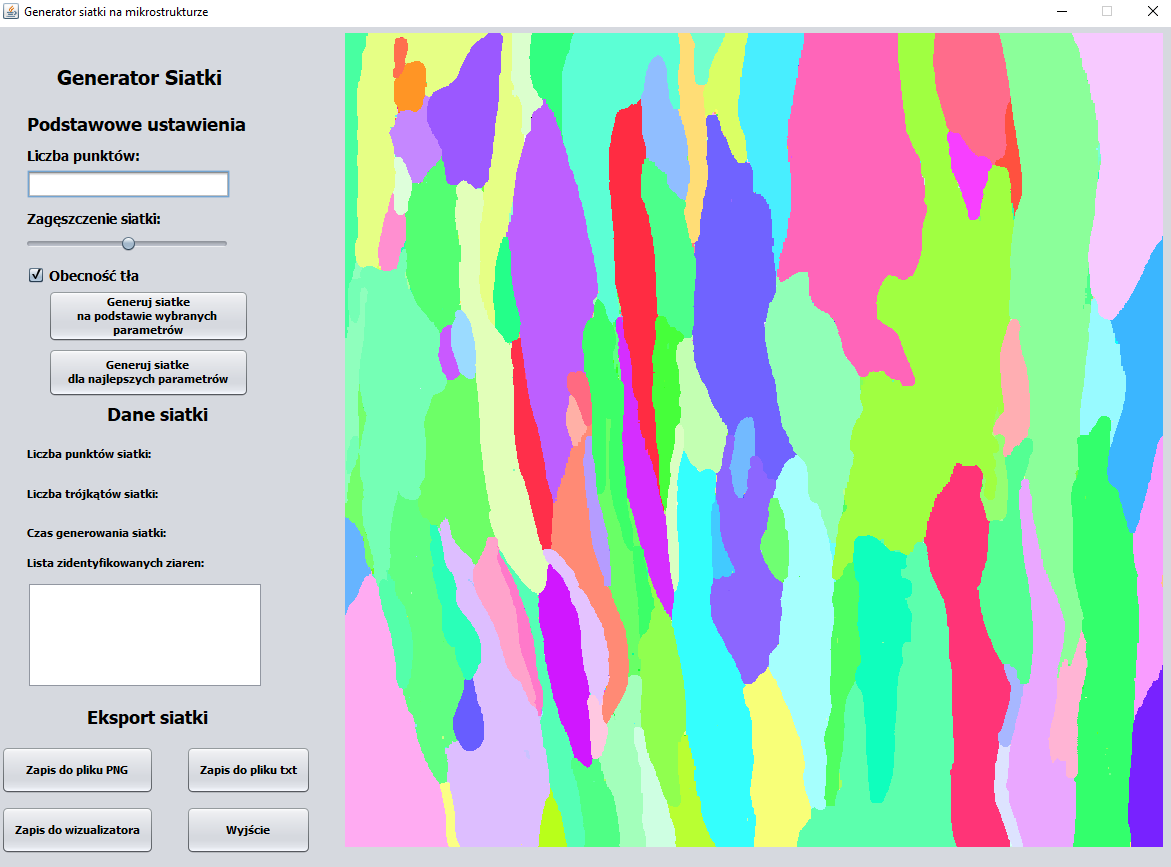 Generator siatki na mikrostrukturze
Generator Siatki
Podstawowe ustawienia
Liczba punktów:
Zagęszczenie siatki:
Obecność tła
Generuj siatke
na podstawie wybranych
parametrów
Generuj siatke
dla najlepszych parametrów
Dane siatki
Liczba punktów siatki:
Liczba trójkątów siatki:
Czas generowania siatki:
Lista zidentyfikowanych ziaren:
Eksport siatki
Zapis do pliku PNG
Zapis do pliku txt
Zapis do wizualizatora
Wyjście